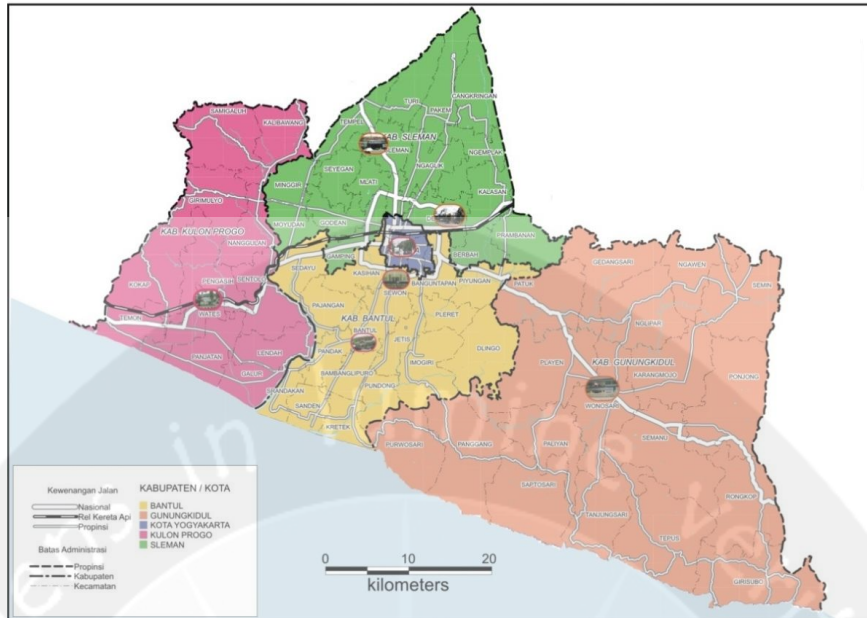 SAMIGALUH
KALIBAWANG
GIRIMULYO
KAB. KULON PROGO
NANGGULAN
KOKAP
PENGASIH
SENTOLO
TEMON
WATES
PANJATAN
LENDAH
GALUR
TURI
CANGKRINGAN
PAKEM
TEMPEL
KAB. SLEMAN
SLEMAN
NGEMPLAK
NGAGLIK
SEYEGAN
MLATI
MINGGIR
KALASAN
MOYUDAN
GODEAN
GAMPING
BERBAH
PRAMBANAN
SEDAYU
KASIHAN
SEWON
BANGUNTAPAN
PIYUNGAN
PAJANGAN
KAB. BANTUL
BANTUL
PLERET
PANDAK
JETIS
DLINGO
IMOGIRI
BAMBANGLIPURO
PUNDONG
SRANDAKAN
SANDEN
KRETEK
PATUK
GEDANGSARI
NGAWEN
SEMIN
NGLIPAR
PLAYEN
KAB. GUNUNGKIDUL
KARANGMOJO
PONJONG
WONOSARI
PURWOSARI
PANGGANG
PALIYAN
SEMANU
SAPTOSARI
RONGKOP
TANJUNGSARI
TEPUS
GIRISUBO
Kewenangan Jalan
Nasional
Rel Kereta Api
Propinsi
Batas Administrasi
Propinsi
Kabupaten
Kecamatan
KABUPATEN / KOTA
BANTUL
GUNUNGKIDUL
KOTA YOGYAKARTA
KULON PROGO
SLEMAN
0 10 20
kilometers
in lumine